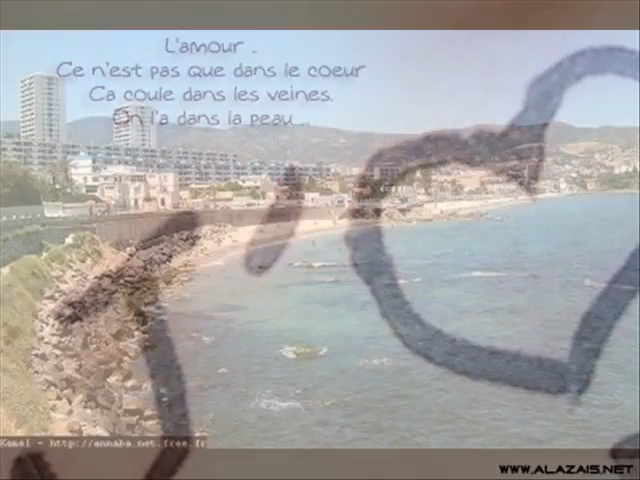 L'amour ..
Ce n'est pas que dans le coeur
Ca coule dans les veines.
On l'a dans la peau ...
Kamel - http://annaba.net.free.fr
WWW.ALAZAIS.NET